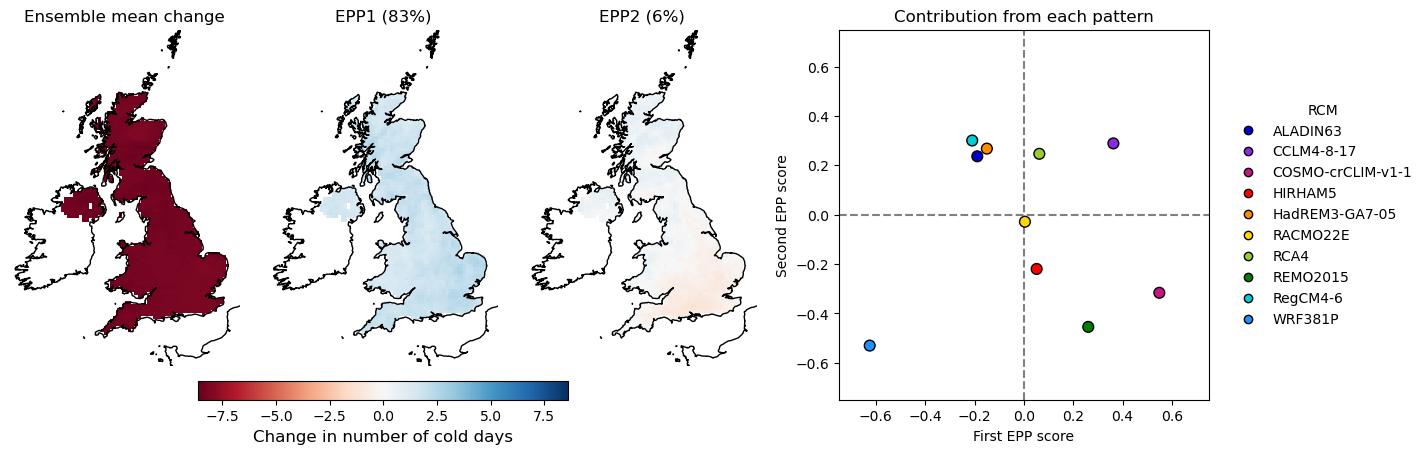 Ensemble mean change
EPP1 (83%)
EPP2 (6%)
−7.5 −5.0 −2.5 0.0 2.5 5.0 7.5
Change in number of cold days
Contribution from each pattern
Second EPP score
0.6
0.4
0.2
0.0
−0.2
−0.4
−0.6
−0.6 −0.4 −0.2 0.0 0.2 0.4 0.6
First EPP score
RCM
ALADIN63
CCLM4-8-17
COSMO-crCLIM-v1-1
HIRHAM5
HadREM3-GA7-05
RACMO22E
RCA4
REMO2015
RegCM4-6
WRF381P